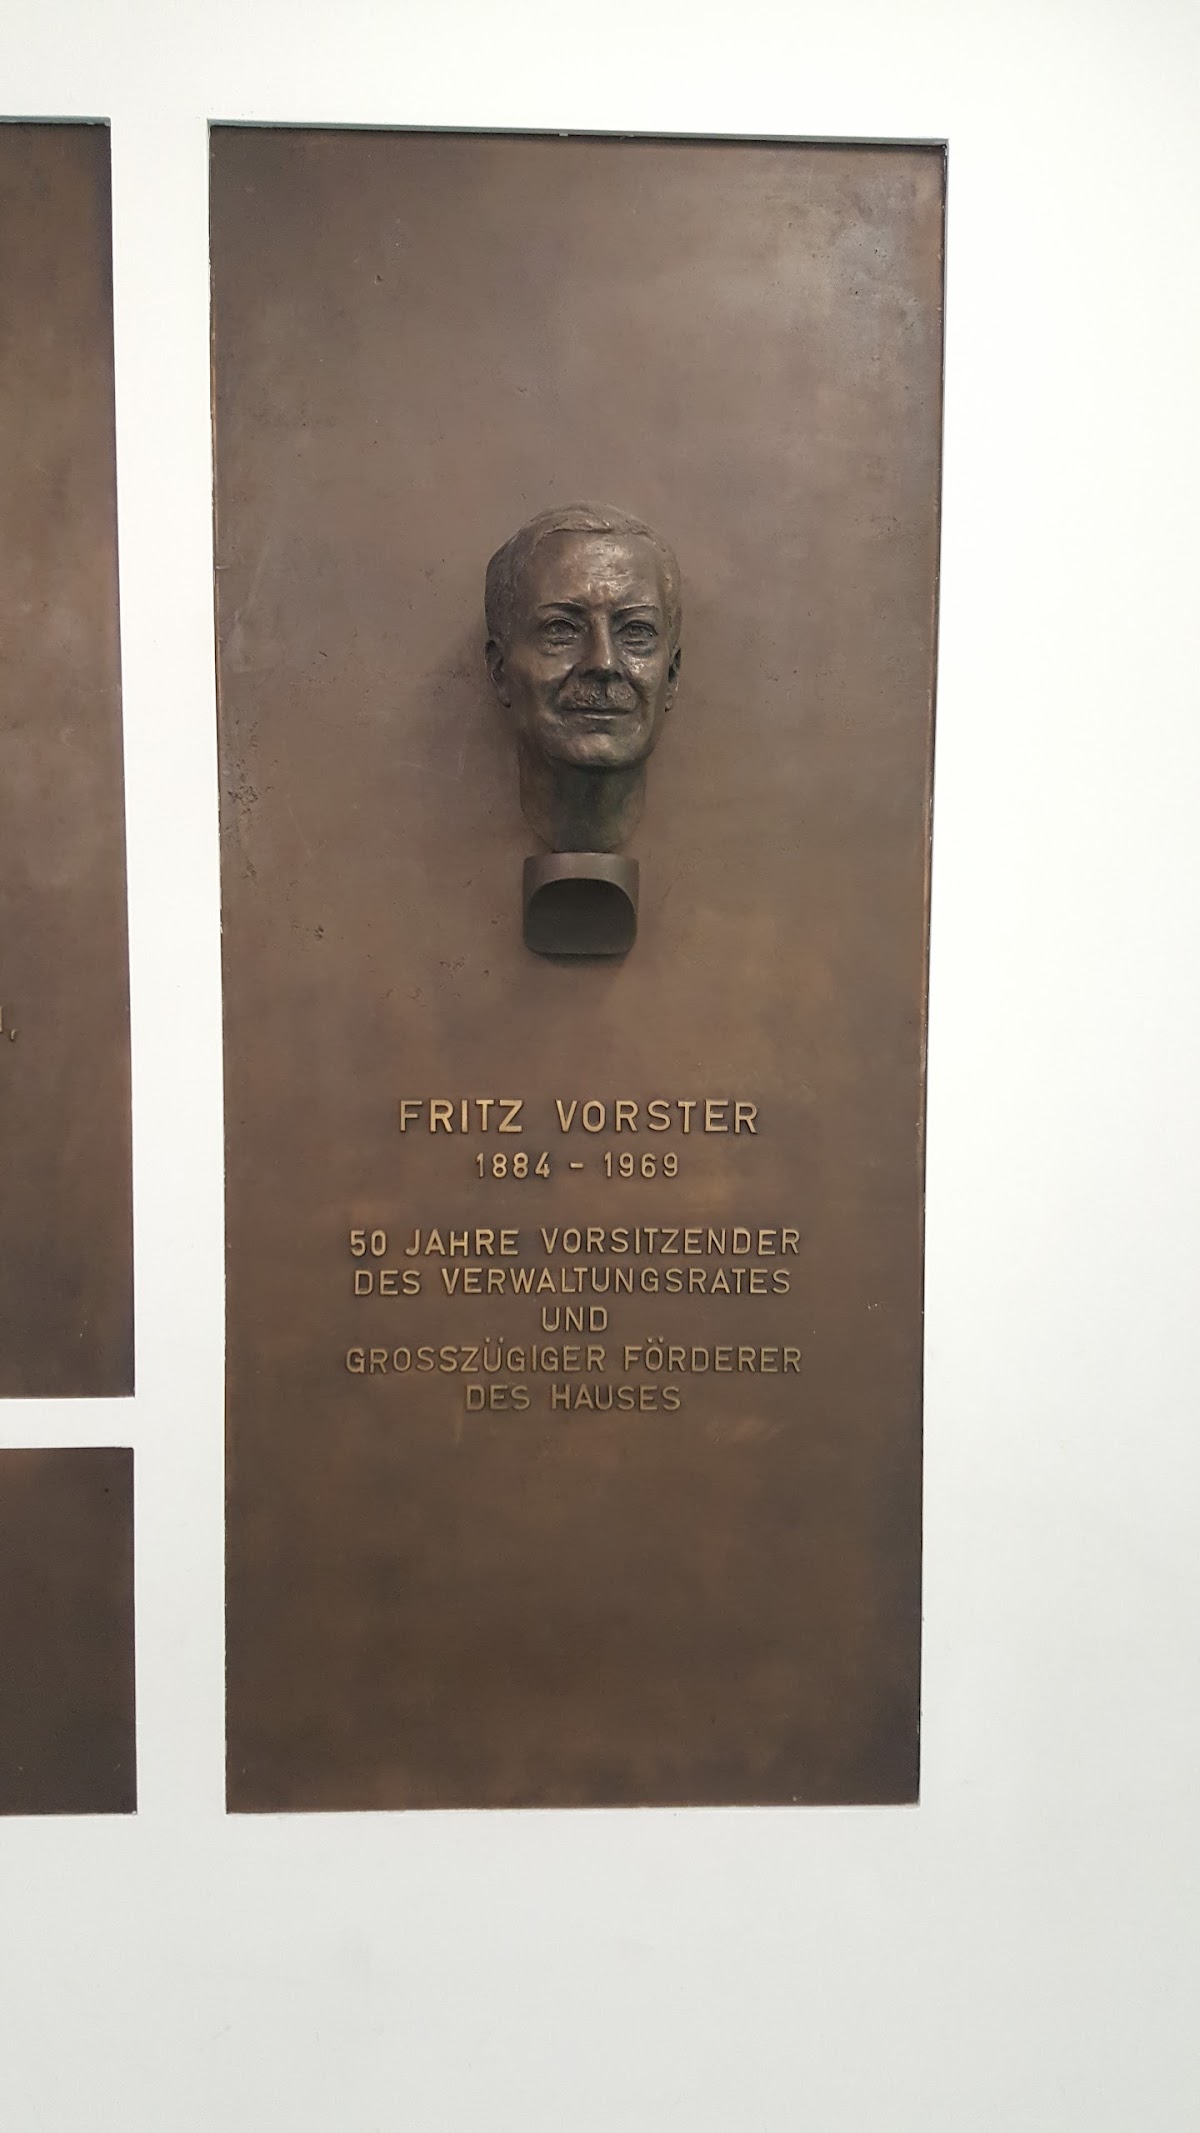 FRITZ VORSTER
1884 - 1969
50 JAHRE VORSITZENDER
DES VERWALTUNGSRATES
UND
GROSSZÜGIGER FÖRDERER
DES HAUSES